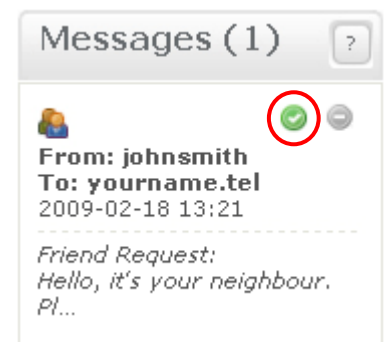 Messages (1) ?
From: johnsmith
To: yourname.tel
2009-02-18 13:21
Friend Request:
Hello, it's your neighbour.
Pl...